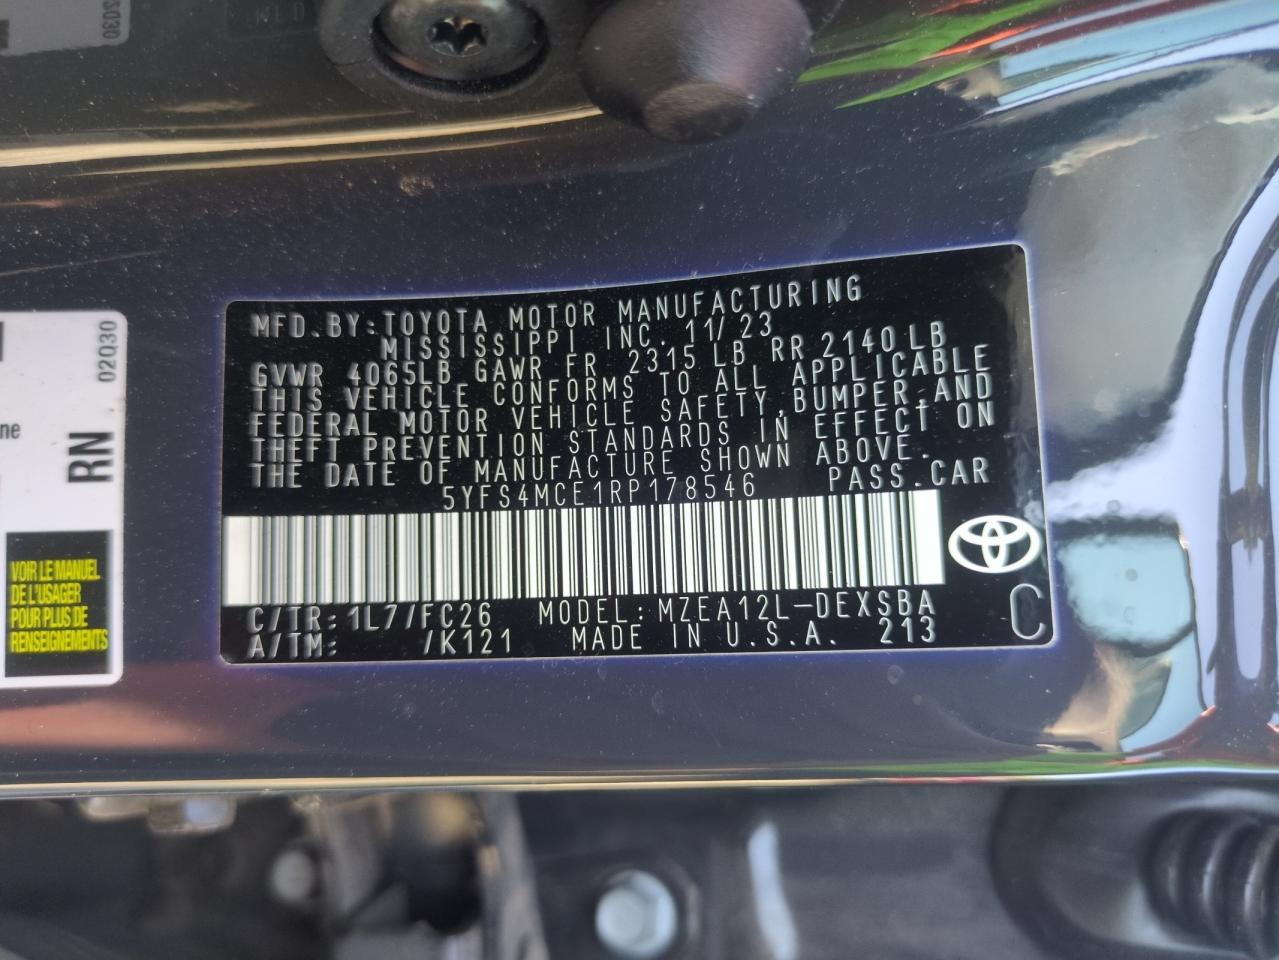 MFD.BY:TOYOTA MOTOR MANUFACTURING
MISSISSIPPI INC. 11/23
GVWR 4065LB GAWR FR 2315 LB RR 2140 LB
THIS VEHICLE CONFORMS TO ALL APPLICABLE
FEDERAL MOTOR VEHICLE SAFETY,BUMPER,AND
THEFT PREVENTION STANDARDS IN EFFECT ON
THE DATE OF MANUFACTURE SHOWN ABOVE.
5YFS4MCE1RP178546 PASS.CAR
C/TR: 1L7/FC26 MODEL: MZEA12L-DEXSBA
A/TM: /K121 MADE IN U.S.A. 213
C
02030
RN
ne
VOIR LE MANUEL
DE L'USAGER
POUR PLUS DE
RENSEIGNEMENTS